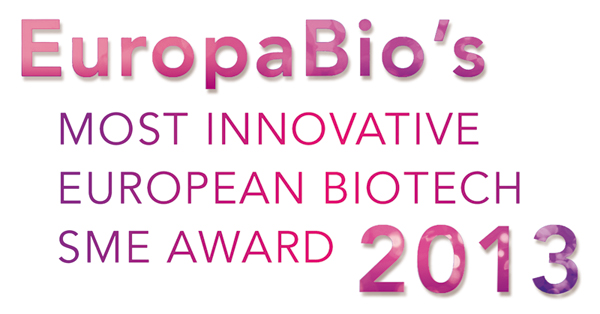 EuropaBio's
MOST INNOVATIVE
EUROPEAN BIOTECH
SME AWARD 2013